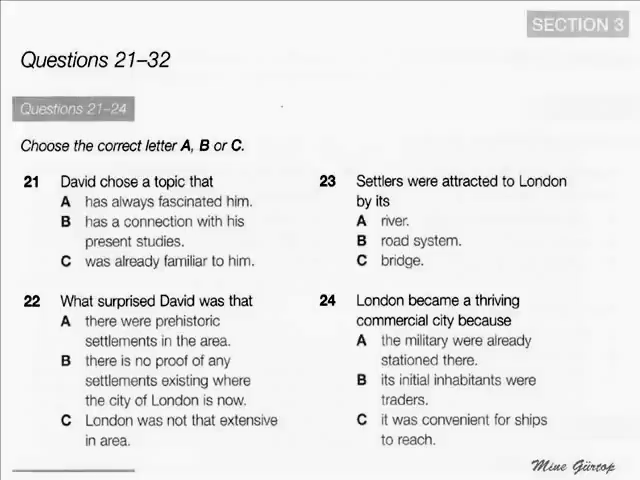 SECTION 3
Questions 21–32
Questions 21–24
Choose the correct letter A, B or C.
21 David chose a topic that
A has always fascinated him.
B has a connection with his
present studies.
C was already familiar to him.
22 What surprised David was that
A there were prehistoric
settlements in the area.
B there is no proof of any
settlements existing where
the city of London is now.
C London was not that extensive
in area.
23 Settlers were attracted to London
by its
A river.
B road system.
C bridge.
24 London became a thriving
commercial city because
A the military were already
stationed there.
B its initial inhabitants were
traders.
C it was convenient for ships
to reach.
Mine Gürtop